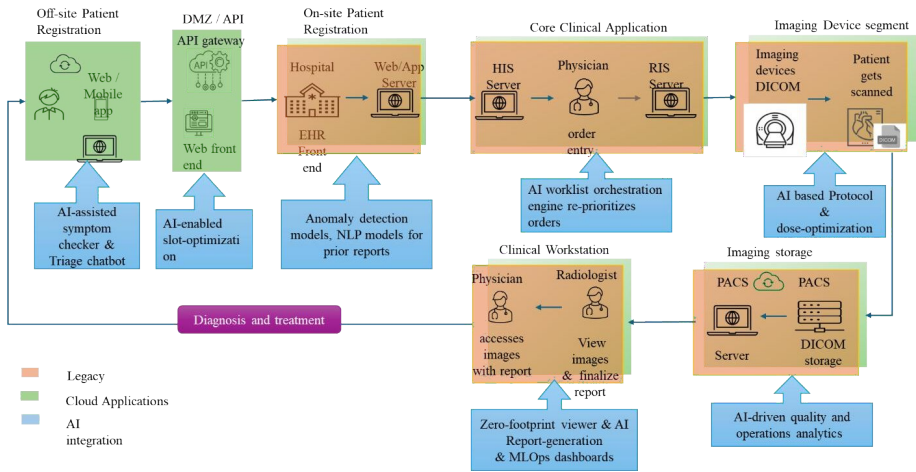 Off-site Patient
Registration
Web /
Mobile
app
AI-assisted
symptom
checker &
Triage chatbot
DMZ / API
API gateway
API
Web front
end
AI-enabled
slot-optimizati
on
On-site Patient
Registration
Hospital
Web/App
Server
EHR
Front
end
Anomaly detection
models, NLP models for
prior reports
Core Clinical Application
HIS
Server
Physician
RIS
Server
order
entry
AI worklist orchestration
engine re-prioritizes
orders
Imaging Device segment
Imaging
devices
DICOM
Patient
gets
scanned
DICOM
AI based Protocol
&
dose-optimization
Imaging storage
PACS
PACS
Server
DICOM
storage
AI-driven quality and
operations analytics
Clinical Workstation
Physician
Radiologist
accesses
images
with report
View
images
& finalize
report
Zero-footprint viewer & AI
Report-generation
& MLOps dashboards
Diagnosis and treatment
Legacy
Cloud Applications
AI
integration